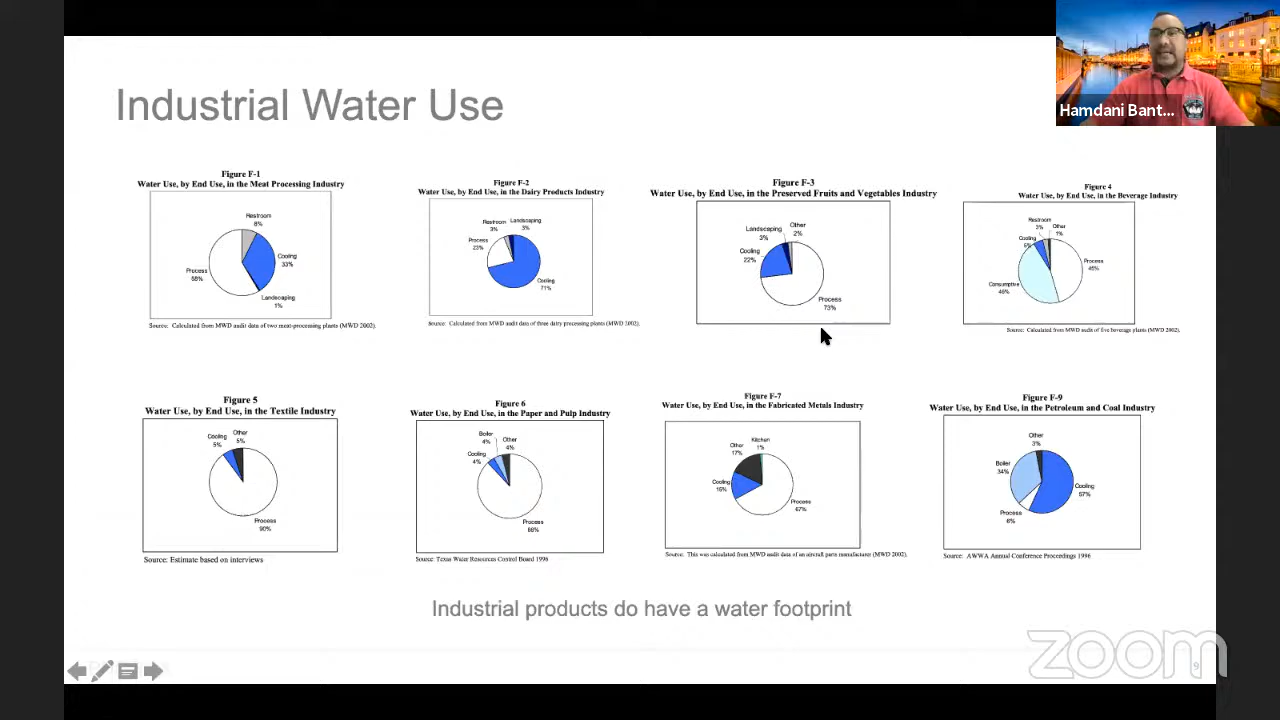 Hamdani Bant...
Industrial Water Use
Figure F-1
Water Use, by End Use, in the Meat Processing Industry
Restroom
8%
Cooling
33%
Process
58%
Landscaping
1%
Source: Calculated from MWD audit data of two meat-processing plants (MWD 2002).
Figure F-2
Water Use, by End Use, in the Dairy Products Industry
Restroom
3%
Landscaping
3%
Process
23%
Cooling
71%
Source: Calculated from MWD audit data of three dairy processing plants (MWD 2002).
Figure F-3
Water Use, by End Use, in the Preserved Fruits and Vegetables Industry
Other
2%
Landscaping
3%
Cooling
22%
Process
73%
Figure 4
Water Use, by End Use, in the Beverage Industry
Restroom
Other
1%
Cooling
Process
Consumptive
Source: Calculated from MWD audit of five beverage plants (MWD 2002).
Figure 5
Water Use, by End Use, in the Textile Industry
Cooling
5%
Other
5%
Process
90%
Source: Estimate based on interviews
Figure 6
Water Use, by End Use, in the Paper and Pulp Industry
Boiler
4%
Other
4%
Cooling
4%
Process
88%
Source: Texas Water Resources Control Board 1996
Figure F-7
Water Use, by End Use, in the Fabricated Metals Industry
Kitchen
1%
Other
17%
Cooling
15%
Process
67%
Source: This was calculated from MWD audit data of an aircraft parts manufacturer (MWD 2002).
Figure F-9
Water Use, by End Use, in the Petroleum and Coal Industry
Other
3%
Boiler
34%
Cooling
57%
Process
6%
Source: AWWA Annual Conference Proceedings 1996
Industrial products do have a water footprint
zoom
9